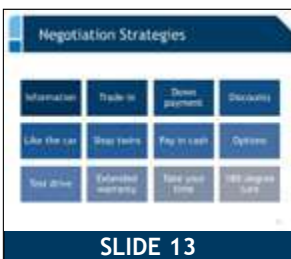 Negotiation Strategies
Information
Trade-in
Down
payment
Discounts
Like the car
Shop twice
Pay in cash
Options
Test drive
Extended
warranty
Take your
time
180 degree
turn
SLIDE 13